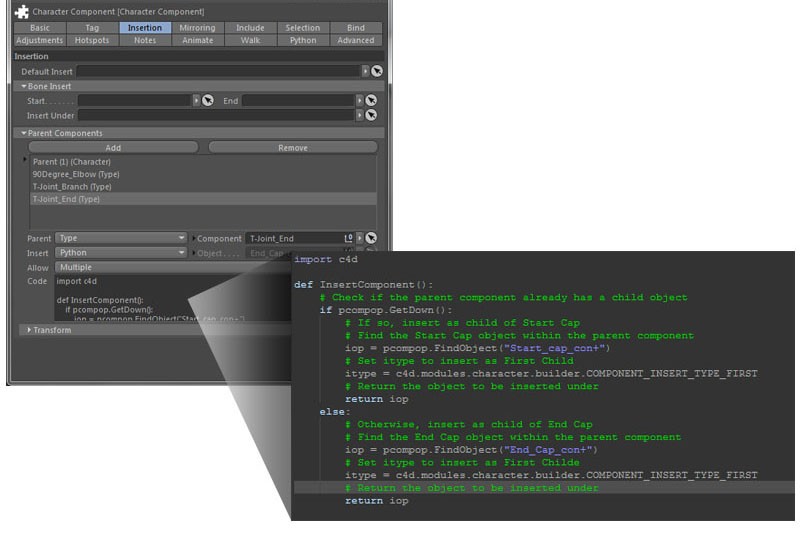 Character Component [Character Component]
Basic Tag Insertion Mirroring Include Selection Bind
Adjustments Hotspots Notes Animate Walk Python Advanced
Insertion
Default Insert
Bone Insert
Start. . . . . . . End
Insert Under
Parent Components
Add Remove
Parent (1) (Character)
90Degree_Elbow (Type)
T-Joint_Branch (Type)
T-Joint_End (Type)
Parent Type Component T-Joint_End
Insert Python Object . . . . End_Cap
Allow Multiple
Code import c4d
def InsertComponent():
if pcompop.GetDown():
iop = pcompop.FindObject("Start_cap_con+")
Transform
import c4d
def InsertComponent():
# Check if the parent component already has a child object
if pcompop.GetDown():
# If so, insert as child of Start Cap
# Find the Start Cap object within the parent component
iop = pcompop.FindObject("Start_cap_con+")
# Set itype to insert as First Child
itype = c4d.modules.character.builder.COMPONENT_INSERT_TYPE_FIRST
# Return the object to be inserted under
return iop
else:
# Otherwise, insert as child of End Cap
# Find the End Cap object within the parent component
iop = pcompop.FindObject("End_Cap_con+")
# Set itype to insert as First Childe
itype = c4d.modules.character.builder.COMPONENT_INSERT_TYPE_FIRST
# Return the object to be inserted under
return iop